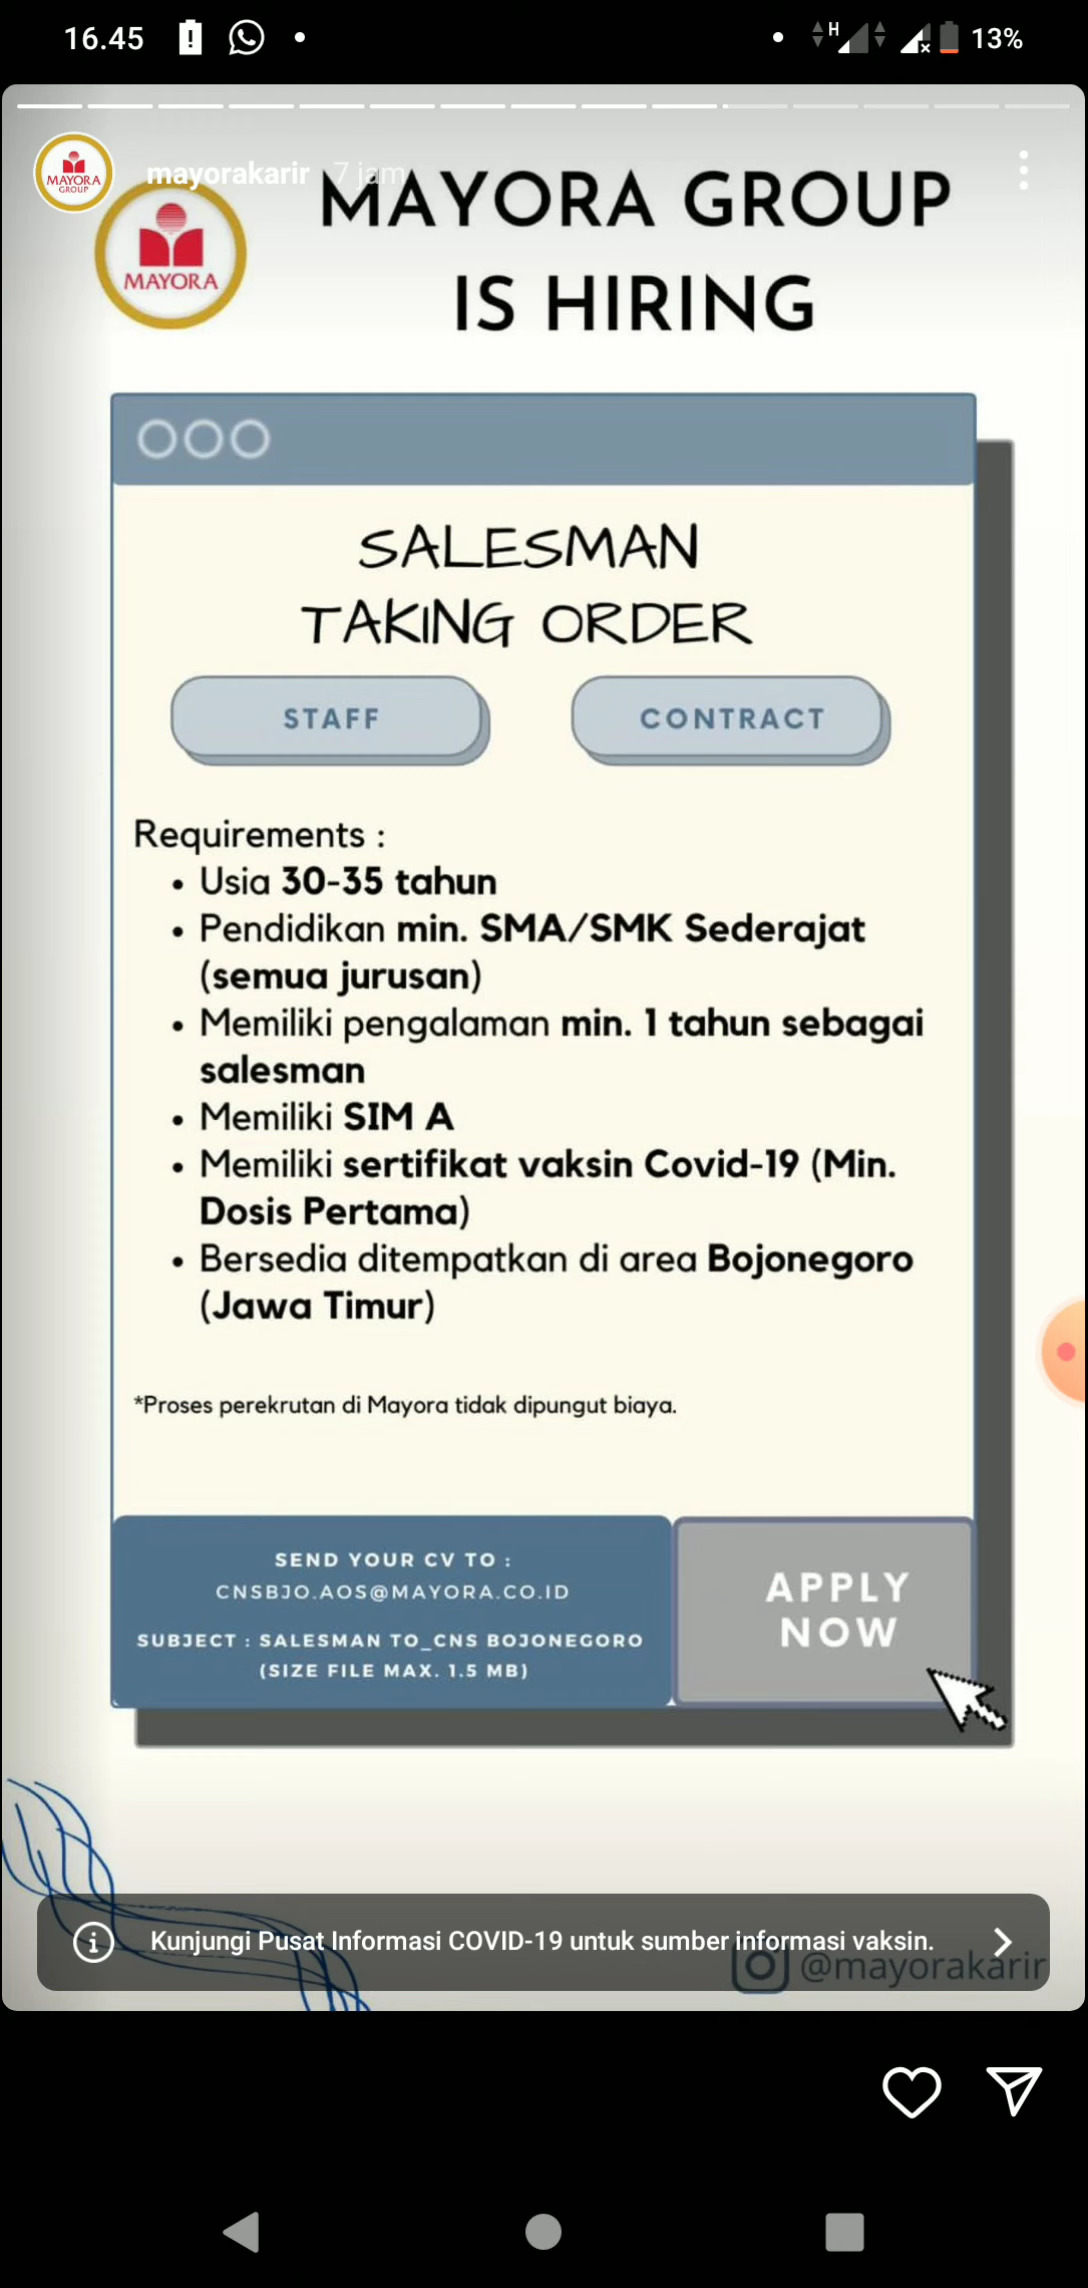 16.45
H
13%
mayorakarir 7 jam
MAYORA
GROUP
MAYORA
MAYORA GROUP
IS HIRING
SALESMAN
TAKING ORDER
STAFF
CONTRACT
Requirements :
• Usia 30-35 tahun
• Pendidikan min. SMA/SMK Sederajat
(semua jurusan)
• Memiliki pengalaman min. 1 tahun sebagai
salesman
• Memiliki SIM A
• Memiliki sertifikat vaksin Covid-19 (Min.
Dosis Pertama)
• Bersedia ditempatkan di area Bojonegoro
(Jawa Timur)
*Proses perekrutan di Mayora tidak dipungut biaya.
SEND YOUR CV TO :
CNSBJO.AOS@MAYORA.CO.ID
SUBJECT : SALESMAN TO_CNS BOJONEGORO
(SIZE FILE MAX. 1.5 MB)
APPLY
NOW
Kunjungi Pusat Informasi COVID-19 untuk sumber informasi vaksin.
@mayorakarir